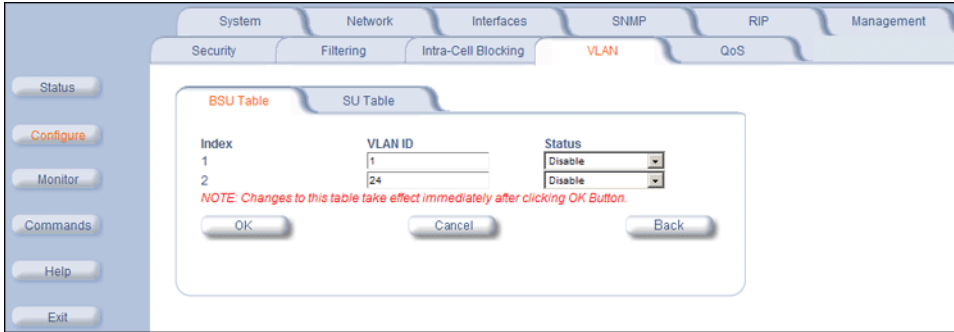 System Network Interfaces SNMP RIP Management
Security Filtering Intra-Cell Blocking VLAN QoS
Status
Configure
Monitor
Commands
Help
Exit
BSU Table SU Table
Index VLAN ID Status
1 1 Disable
2 24 Disable
NOTE: Changes to this table take effect immediately after clicking OK Button.
OK Cancel Back